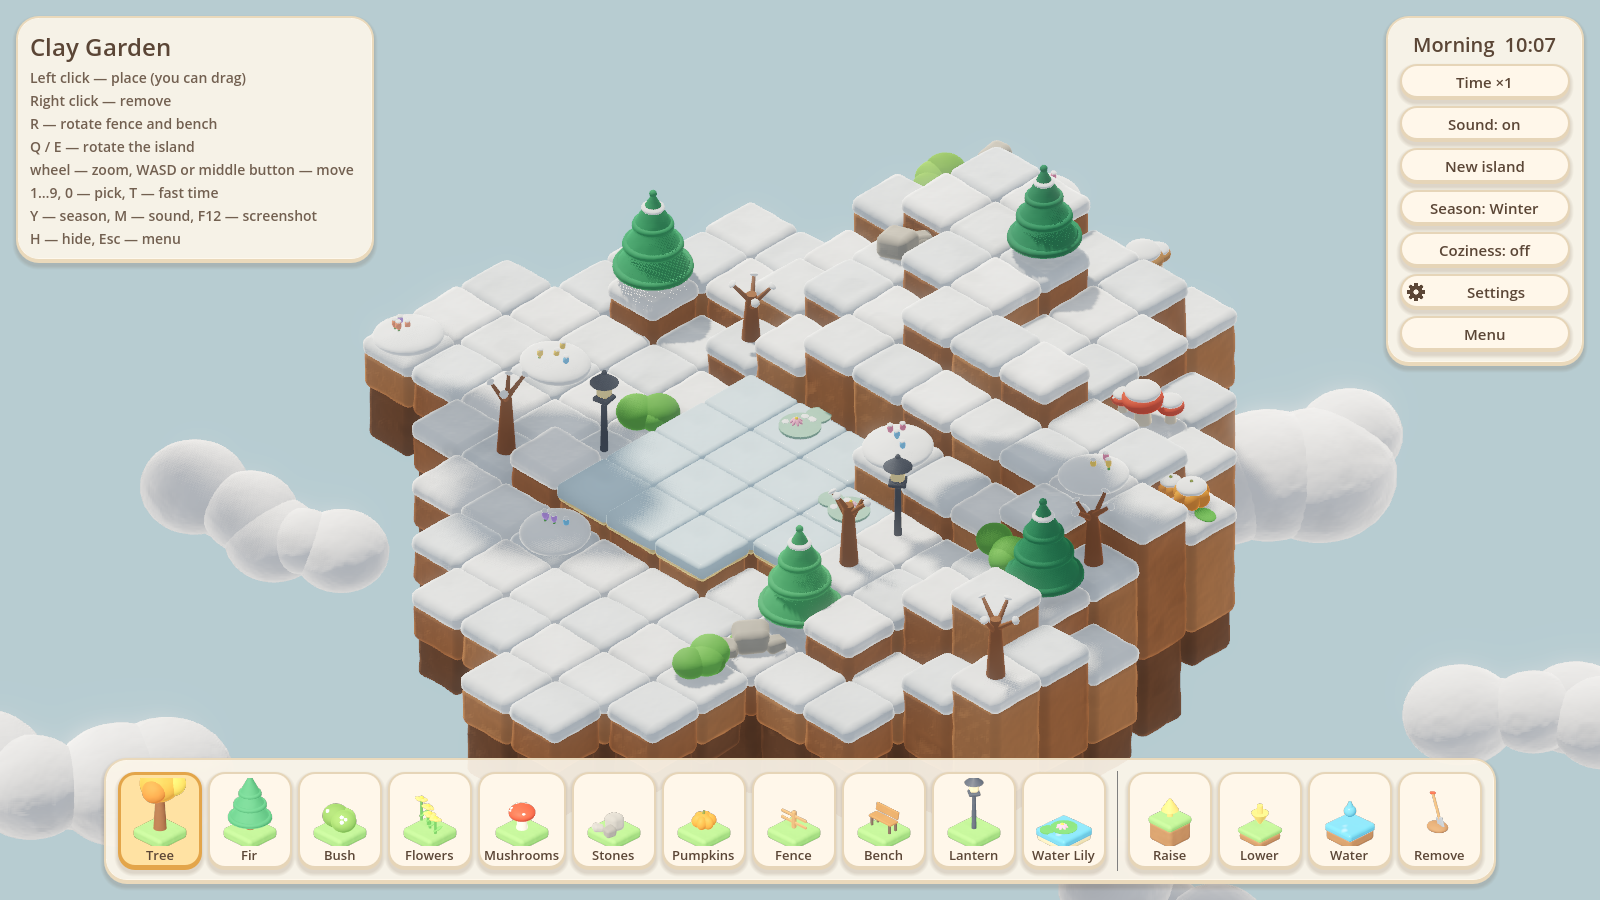 Clay Garden
Left click — place (you can drag)
Right click — remove
R — rotate fence and bench
Q / E — rotate the island
wheel — zoom, WASD or middle button — move
1...9, 0 — pick, T — fast time
Y — season, M — sound, F12 — screenshot
H — hide, Esc — menu
Morning 10:07
Time ×1
Sound: on
New island
Season: Winter
Coziness: off
Settings
Menu
Tree
Fir
Bush
Flowers
Mushrooms
Stones
Pumpkins
Fence
Bench
Lantern
Water Lily
Raise
Lower
Water
Remove